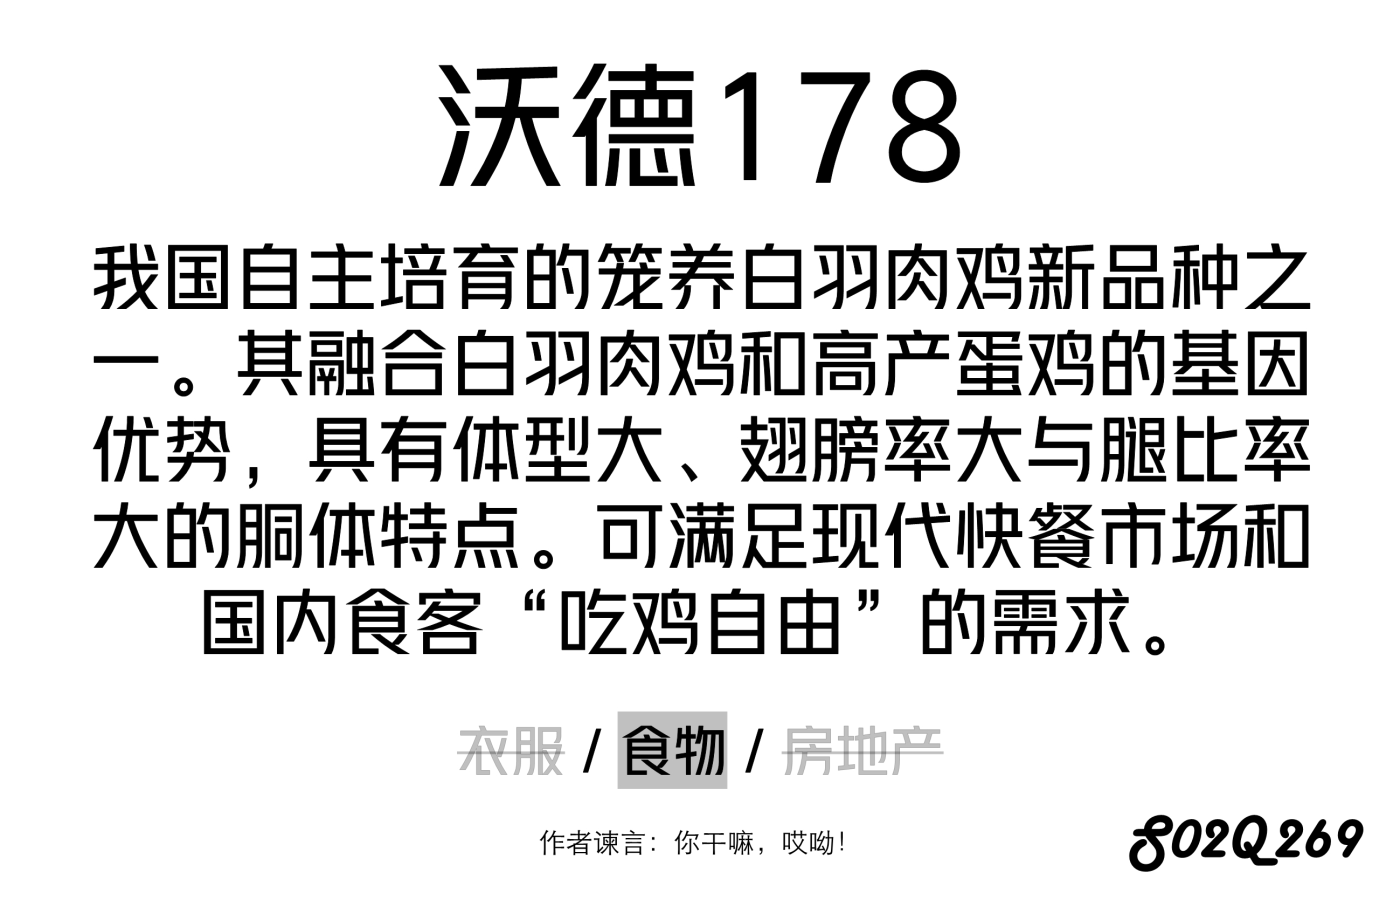 沃德178
我国自主培育的笼养白羽肉鸡新品种之
一。其融合白羽肉鸡和高产蛋鸡的基因
优势，具有体型大、翅膀率大与腿比率
大的胴体特点。可满足现代快餐市场和
国内食客“吃鸡自由”的需求。
衣服 / 食物 / 房地产
作者谏言：你干嘛，哎呦！
S02Q269